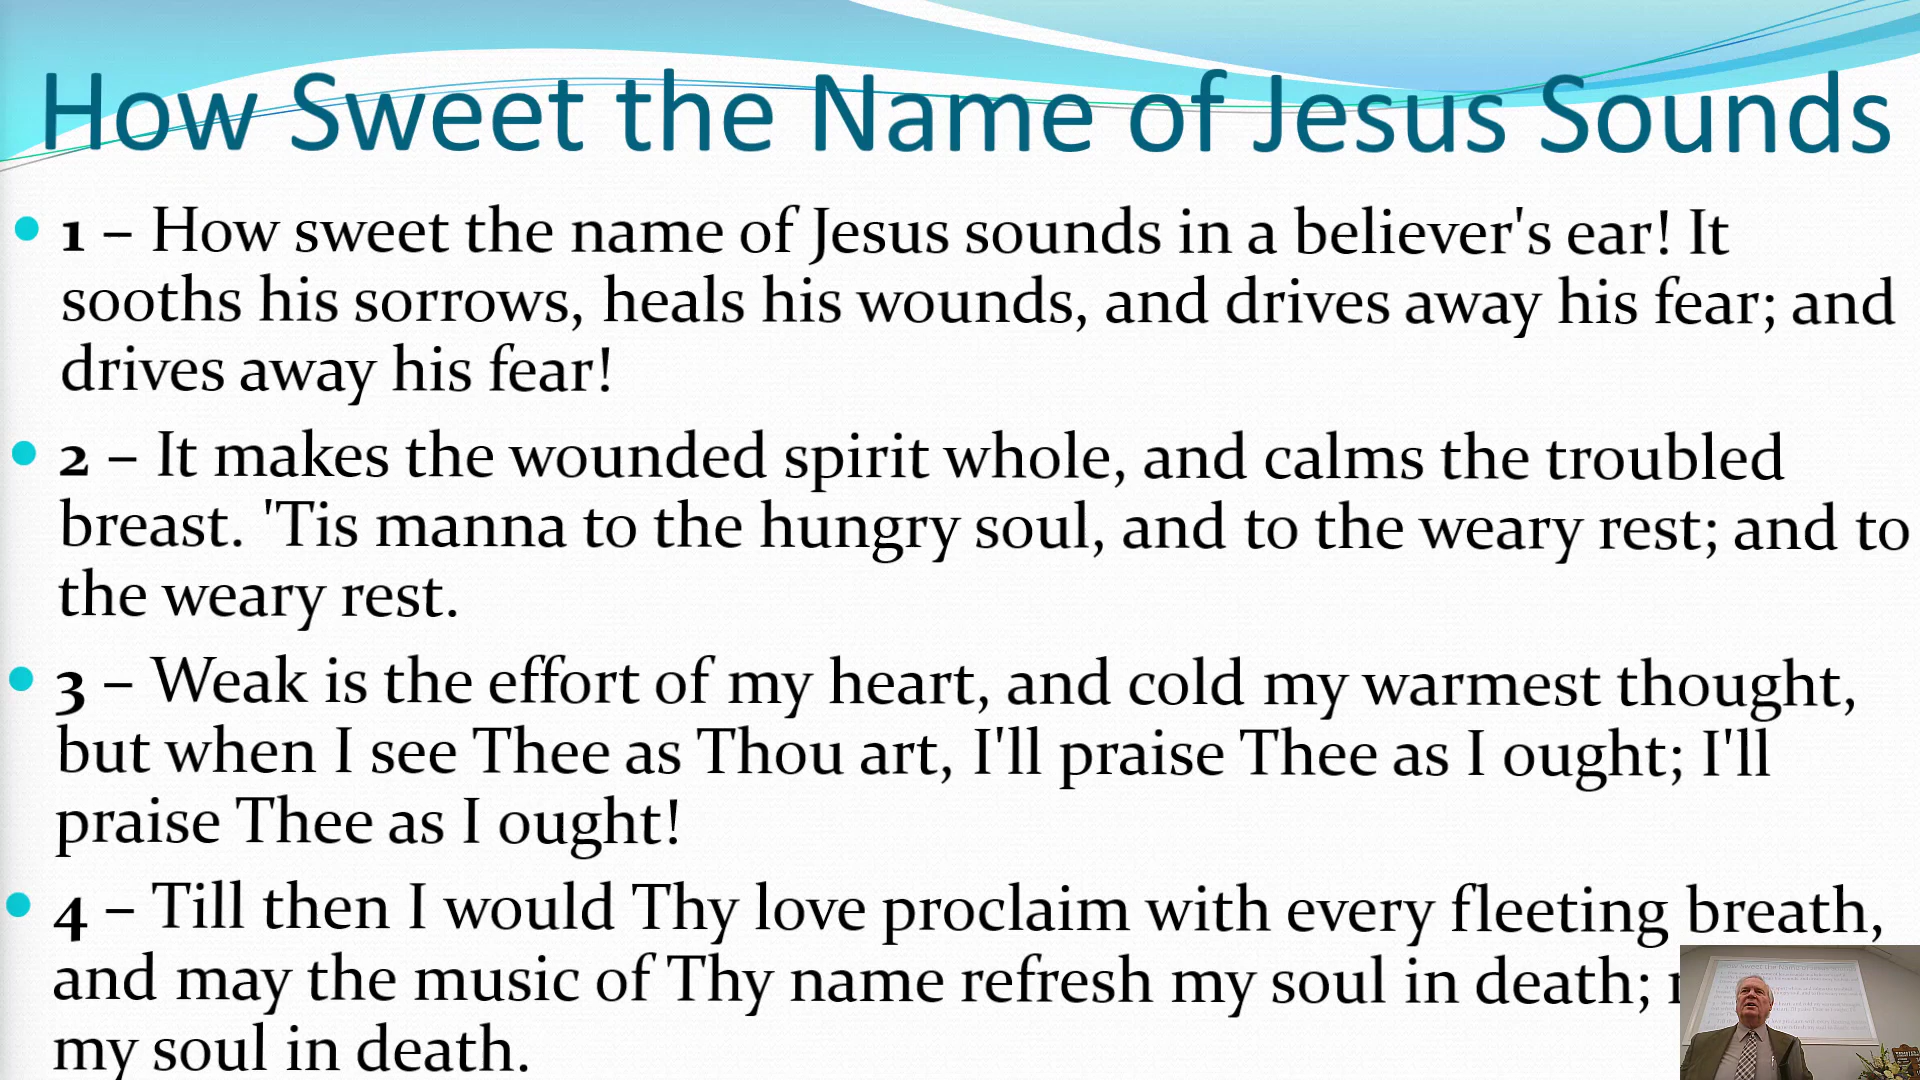 How Sweet the Name of Jesus Sounds
1 – How sweet the name of Jesus sounds in a believer's ear! It
sooths his sorrows, heals his wounds, and drives away his fear; and
drives away his fear!
2 – It makes the wounded spirit whole, and calms the troubled
breast. 'Tis manna to the hungry soul, and to the weary rest; and to
the weary rest.
3 – Weak is the effort of my heart, and cold my warmest thought,
but when I see Thee as Thou art, I'll praise Thee as I ought; I'll
praise Thee as I ought!
4 – Till then I would Thy love proclaim with every fleeting breath,
and may the music of Thy name refresh my soul in death;
my soul in death.